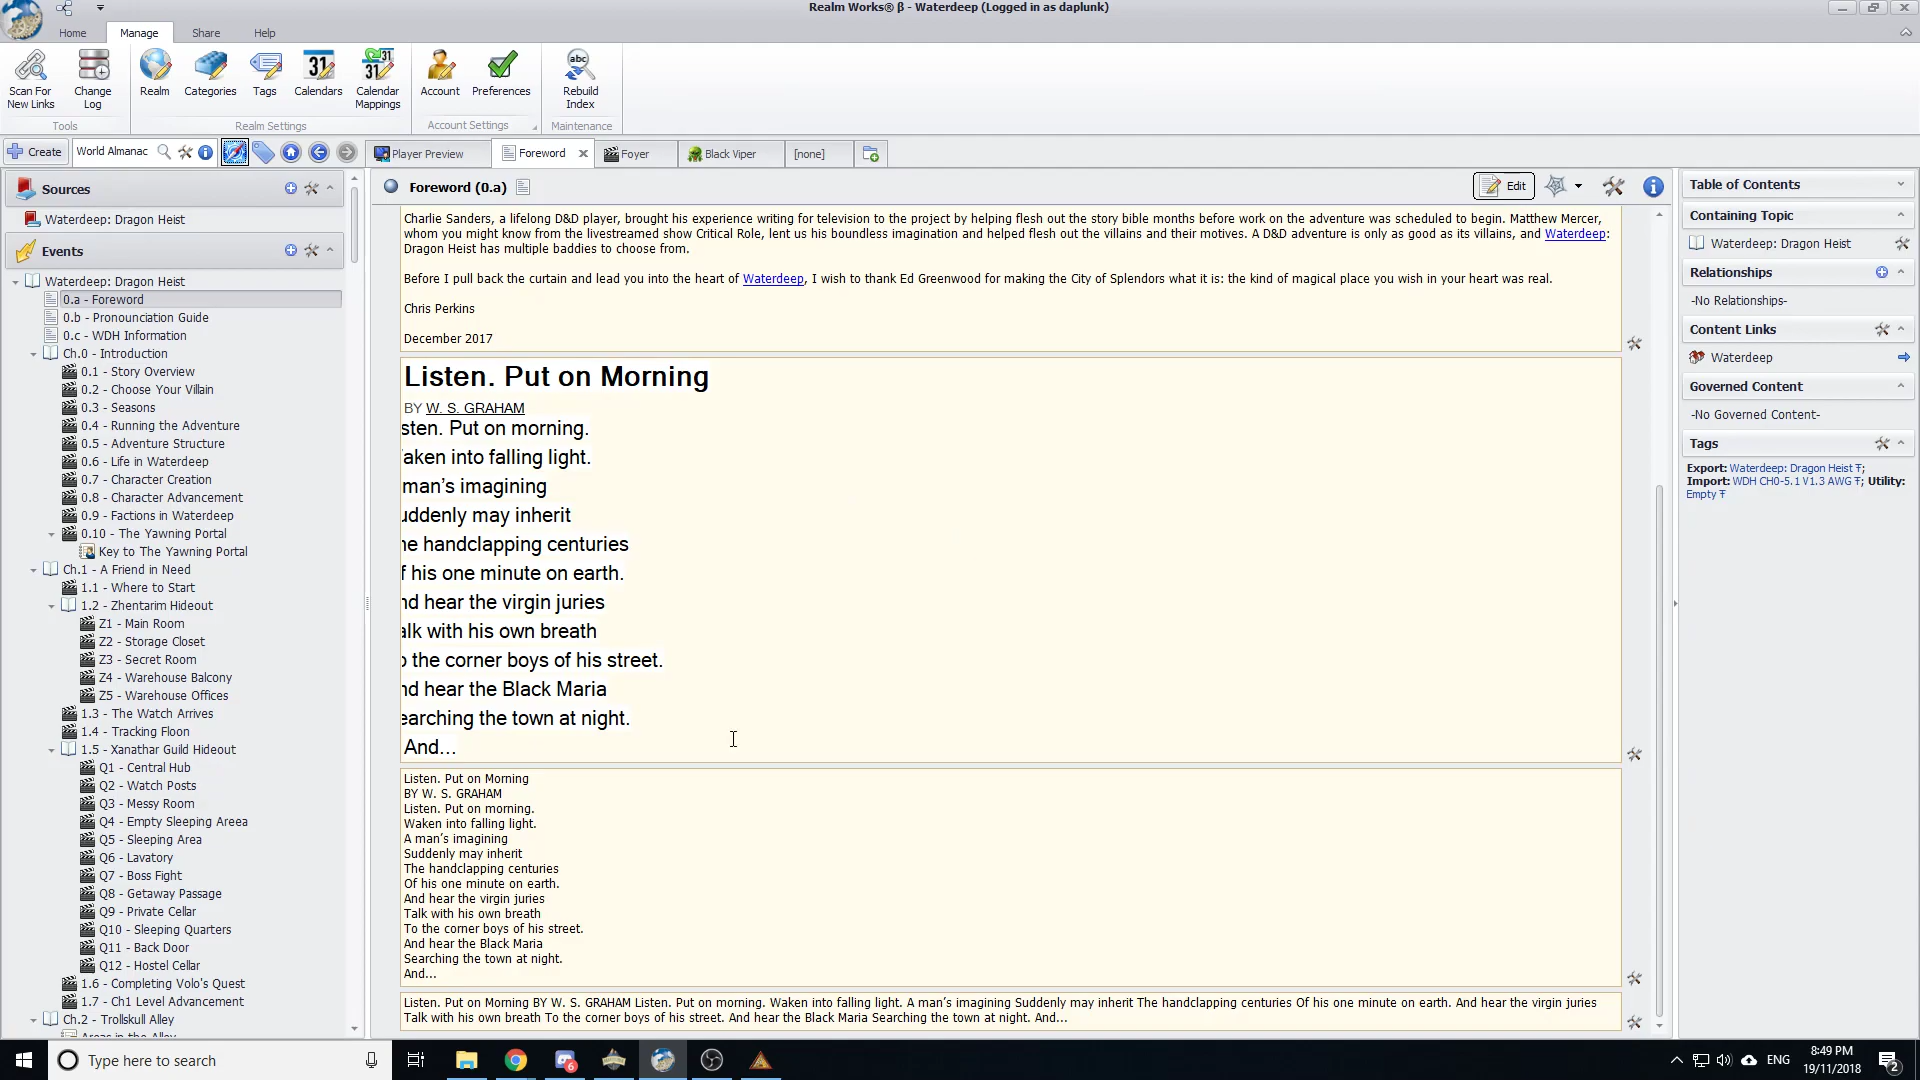 Realm Works® β - Waterdeep (Logged in as daplunk)
Home
Manage
Share
Help
Scan For New Links
Change Log
Realm
Categories
Tags
Calendars
Calendar Mappings
Account
Preferences
Rebuild Index
Tools
Realm Settings
Account Settings
Maintenance
Create
World Almanac
Player Preview
Foreword
Foyer
Black Viper
[none]
Sources
Waterdeep: Dragon Heist
Events
Waterdeep: Dragon Heist
0.a - Foreword
0.b - Pronounciation Guide
0.c - WDH Information
Ch.0 - Introduction
0.1 - Story Overview
0.2 - Choose Your Villain
0.3 - Seasons
0.4 - Running the Adventure
0.5 - Adventure Structure
0.6 - Life in Waterdeep
0.7 - Character Creation
0.8 - Character Advancement
0.9 - Factions in Waterdeep
0.10 - The Yawning Portal
Key to The Yawning Portal
Ch.1 - A Friend in Need
1.1 - Where to Start
1.2 - Zhentarim Hideout
Z1 - Main Room
Z2 - Storage Closet
Z3 - Secret Room
Z4 - Warehouse Balcony
Z5 - Warehouse Offices
1.3 - The Watch Arrives
1.4 - Tracking Floon
1.5 - Xanathar Guild Hideout
Q1 - Central Hub
Q2 - Watch Posts
Q3 - Messy Room
Q4 - Empty Sleeping Areea
Q5 - Sleeping Area
Q6 - Lavatory
Q7 - Boss Fight
Q8 - Getaway Passage
Q9 - Private Cellar
Q10 - Sleeping Quarters
Q11 - Back Door
Q12 - Hostel Cellar
1.6 - Completing Volo's Quest
1.7 - Ch1 Level Advancement
Ch.2 - Trollskull Alley
Foreword (0.a)
Edit
Charlie Sanders, a lifelong D&D player, brought his experience writing for television to the project by helping flesh out the story bible months before work on the adventure was scheduled to begin. Matthew Mercer,
whom you might know from the livestreamed show Critical Role, lent us his boundless imagination and helped flesh out the villains and their motives. A D&D adventure is only as good as its villains, and Waterdeep:
Dragon Heist has multiple baddies to choose from.
Before I pull back the curtain and lead you into the heart of Waterdeep, I wish to thank Ed Greenwood for making the City of Splendors what it is: the kind of magical place you wish in your heart was real.
Chris Perkins
December 2017
Listen. Put on Morning
BY W. S. GRAHAM
sten. Put on morning.
aken into falling light.
man’s imagining
uddenly may inherit
he handclapping centuries
f his one minute on earth.
nd hear the virgin juries
alk with his own breath
o the corner boys of his street.
nd hear the Black Maria
earching the town at night.
And…
Listen. Put on Morning
BY W. S. GRAHAM
Listen. Put on morning.
Waken into falling light.
A man’s imagining
Suddenly may inherit
The handclapping centuries
Of his one minute on earth.
And hear the virgin juries
Talk with his own breath
To the corner boys of his street.
And hear the Black Maria
Searching the town at night.
And…
Listen. Put on Morning BY W. S. GRAHAM Listen. Put on morning. Waken into falling light. A man’s imagining Suddenly may inherit The handclapping centuries Of his one minute on earth. And hear the virgin juries
Talk with his own breath To the corner boys of his street. And hear the Black Maria Searching the town at night. And…
Table of Contents
Containing Topic
Waterdeep: Dragon Heist
Relationships
-No Relationships-
Content Links
Waterdeep
Governed Content
-No Governed Content-
Tags
Export: Waterdeep: Dragon Heist Ŧ;
Import: WDH CH0-5.1 V1.3 AWG Ŧ; Utility:
Empty Ŧ
Type here to search
ENG
8:49 PM
19/11/2018
2